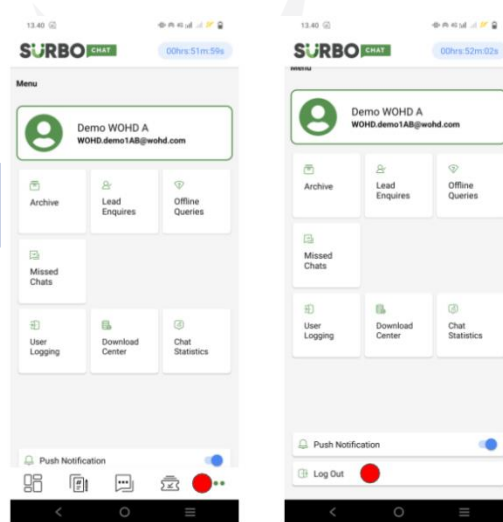 13.40
SURBO CHAT
00hrs:51m:59s
Menu
Demo WOHD A
WOHD.demo1AB@wohd.com
Archive
Lead
Enquires
Offline
Queries
Missed
Chats
User
Logging
Download
Center
Chat
Statistics
Push Notification
13.40
SURBO CHAT
00hrs:52m:02s
Demo WOHD A
WOHD.demo1AB@wohd.com
Archive
Lead
Enquires
Offline
Queries
Missed
Chats
User
Logging
Download
Center
Chat
Statistics
Push Notification
Log Out